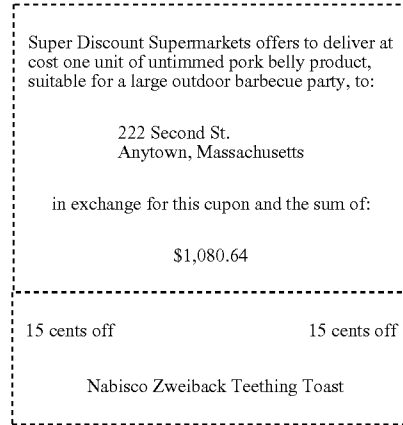 Super Discount Supermarkets offers to deliver at
cost one unit of untimmed pork belly product,
suitable for a large outdoor barbecue party, to:
222 Second St.
Anytown, Massachusetts
in exchange for this cupon and the sum of:
$1,080.64
15 cents off 15 cents off
Nabisco Zweiback Teething Toast